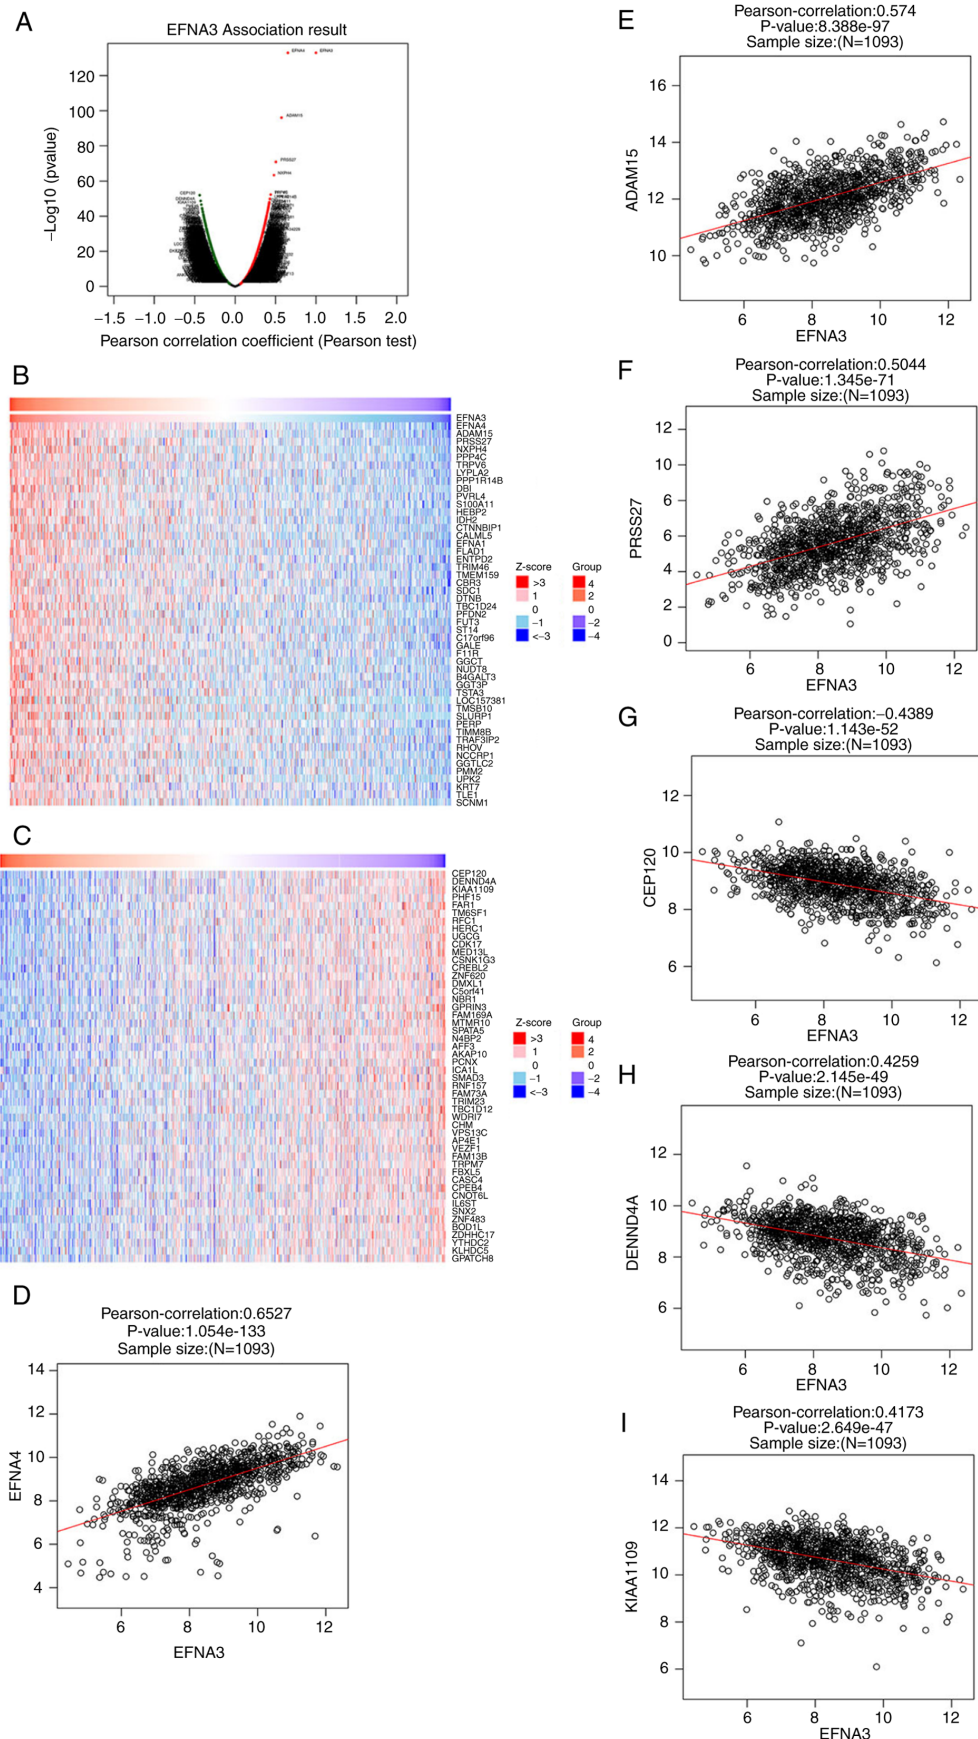 A
EFNA3 Association result
−Log10 (pvalue)
120
100
80
60
40
20
0
EFNA4
EFNA3
ADAM15
PRSS27
NXPH4
CEP120
DENND4A
KIAA1109
−1.5 −1.0 −0.5 0.0 0.5 1.0 1.5 2.0
Pearson correlation coefficient (Pearson test)
B
EFNA3
EFNA4
ADAM15
PRSS27
NXPH4
PPP4C
TRPV6
LYPLA2
PPP1R14B
DBI
PVRL4
S100A11
HEBP2
IDH2
CTNNBIP1
CALML5
EFNA1
FLAD1
ENTPD2
TRIM46
TMEM159
CBR3
SDC1
DTNB
TBC1D24
PFDN2
FUT3
ST14
C17orf96
GALE
F11R
GGCT
NUDT8
B4GALT3
GGT3P
TSTA3
LOC157381
TMSB10
SLURP1
PERP
TIMM8B
TRAF3IP2
RHOV
NCCRP1
GGTLC2
PMM2
UPK2
KRT7
TLE1
SCNM1
Z-score Group
>3 4
1 2
0 0
−1 −2
<−3 −4
C
CEP120
DENND4A
KIAA1109
PHF15
FAR1
TM6SF1
RFC1
HERC1
UGCG
CDK17
MED13L
CSNK1G3
CREBL2
ZNF620
DMXL1
C5orf41
NBR1
GPRIN3
FAM169A
MTMR10
SPATA5
N4BP2
AFF3
AKAP10
PCNX
ICA1L
SMAD3
RNF157
FAM73A
TRIM23
TBC1D12
WDRI7
CHM
VPS13C
AP4E1
VEZF1
FAM13B
TRPM7
FBXL5
CASC4
CPEB4
CNOT6L
IL6ST
SNX2
ZNF483
BOD1L
ZDHHC17
YTHDC2
KLHDC5
GPATCH8
Z-score Group
>3 4
1 2
0 0
−1 −2
<−3 −4
D
Pearson-correlation:0.6527
P-value:1.054e-133
Sample size:(N=1093)
EFNA4
14
12
10
8
6
4
6 8 10 12
EFNA3
E
Pearson-correlation:0.574
P-value:8.388e-97
Sample size:(N=1093)
ADAM15
16
14
12
10
6 8 10 12
EFNA3
F
Pearson-correlation:0.5044
P-value:1.345e-71
Sample size:(N=1093)
PRSS27
12
10
6
6
4
2
0
6 8 10 12
EFNA3
G
Pearson-correlation:−0.4389
P-value:1.143e-52
Sample size:(N=1093)
CEP120
12
10
8
6
6 8 10 12
EFNA3
H
Pearson-correlation:0.4259
P-value:2.145e-49
Sample size:(N=1093)
DENND4A
12
10
8
6
6 8 10 12
EFNA3
I
Pearson-correlation:0.4173
P-value:2.649e-47
Sample size:(N=1093)
KIAA1109
14
12
10
8
6
6 8 10 12
EFNA3